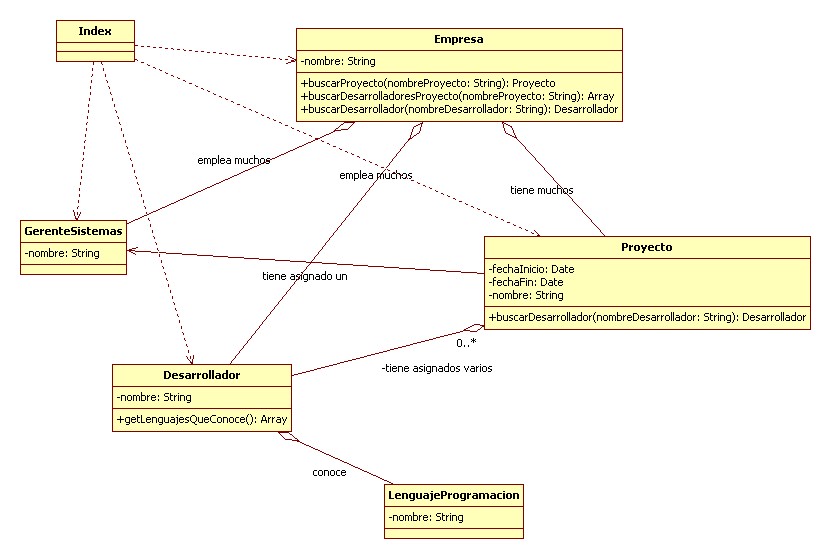 Index
Empresa
-nombre: String
+buscarProyecto(nombreProyecto: String): Proyecto
+buscarDesarrolladoresProyecto(nombreProyecto: String): Array
+buscarDesarrollador(nombreDesarrollador: String): Desarrollador
emplea muchos
emplea muchos
tiene muchos
GerenteSistemas
-nombre: String
Proyecto
-fechaInicio: Date
-fechaFin: Date
-nombre: String
+buscarDesarrollador(nombreDesarrollador: String): Desarrollador
tiene asignado un
0..*
-tiene asignados varios
Desarrollador
-nombre: String
+getLenguajesQueConoce(): Array
conoce
LenguajeProgramacion
-nombre: String